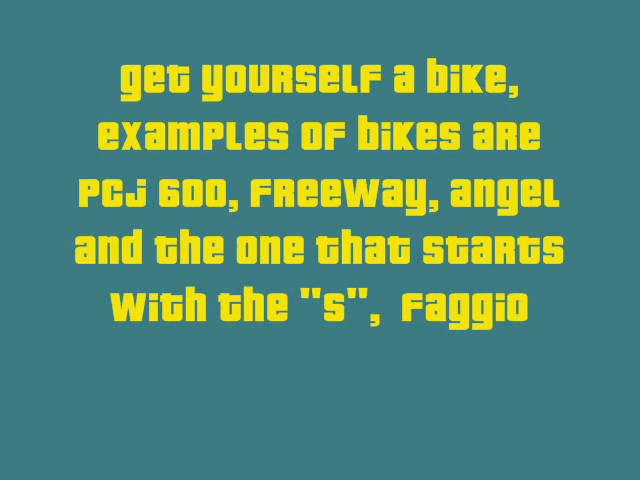 get yourself a bike,
examples of bikes are
PCJ 600, freeway, angel
and the one that starts
with the "s", faggio